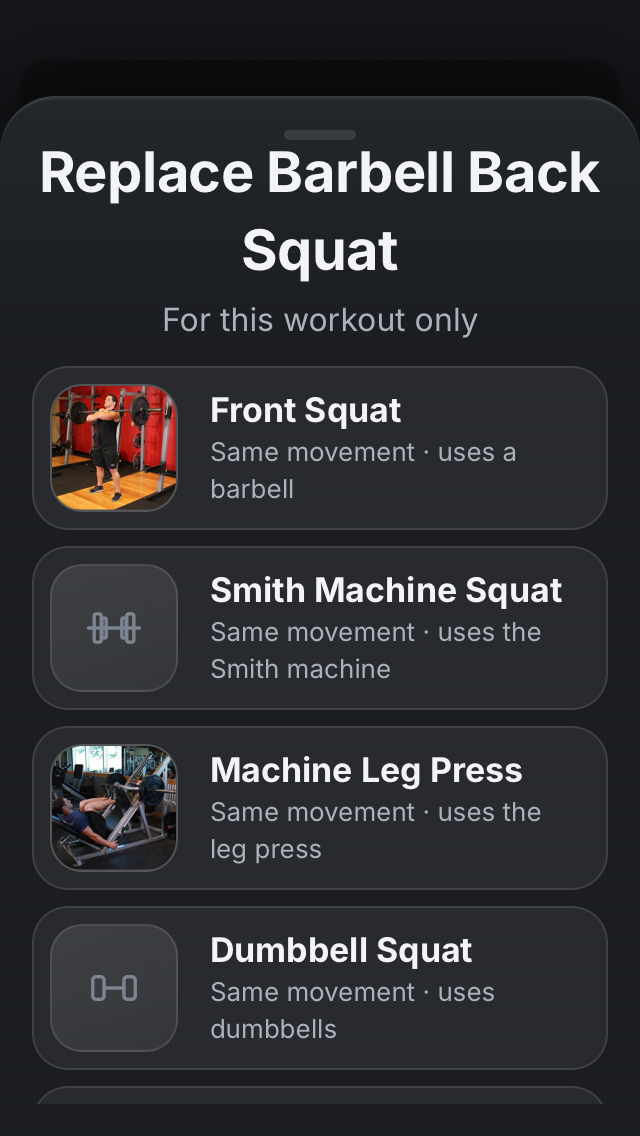 Replace Barbell Back
Squat
For this workout only
Front Squat
Same movement · uses a
barbell
Smith Machine Squat
Same movement · uses the
Smith machine
Machine Leg Press
Same movement · uses the
leg press
Dumbbell Squat
Same movement · uses
dumbbells